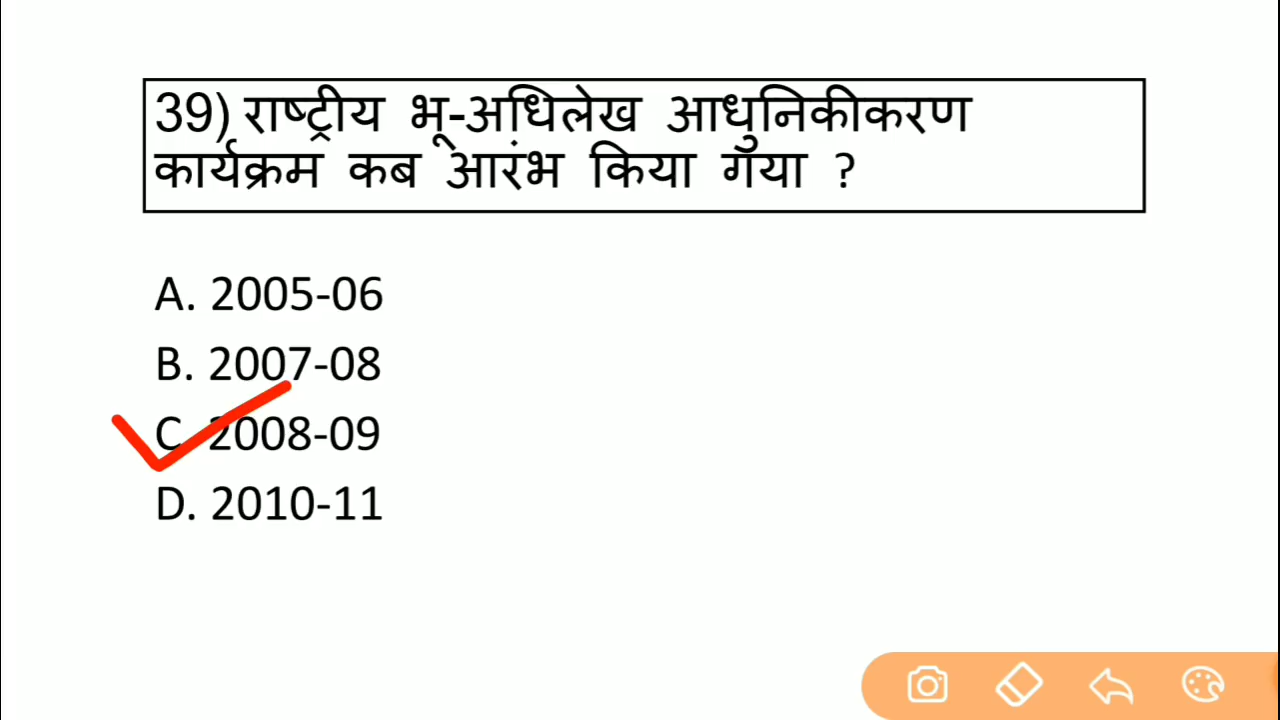 39) राष्ट्रीय भू-अधिलेख आधुनिकीकरण
कार्यक्रम कब आरंभ किया गया ?
A. 2005-06
B. 2007-08
C. 2008-09
D. 2010-11